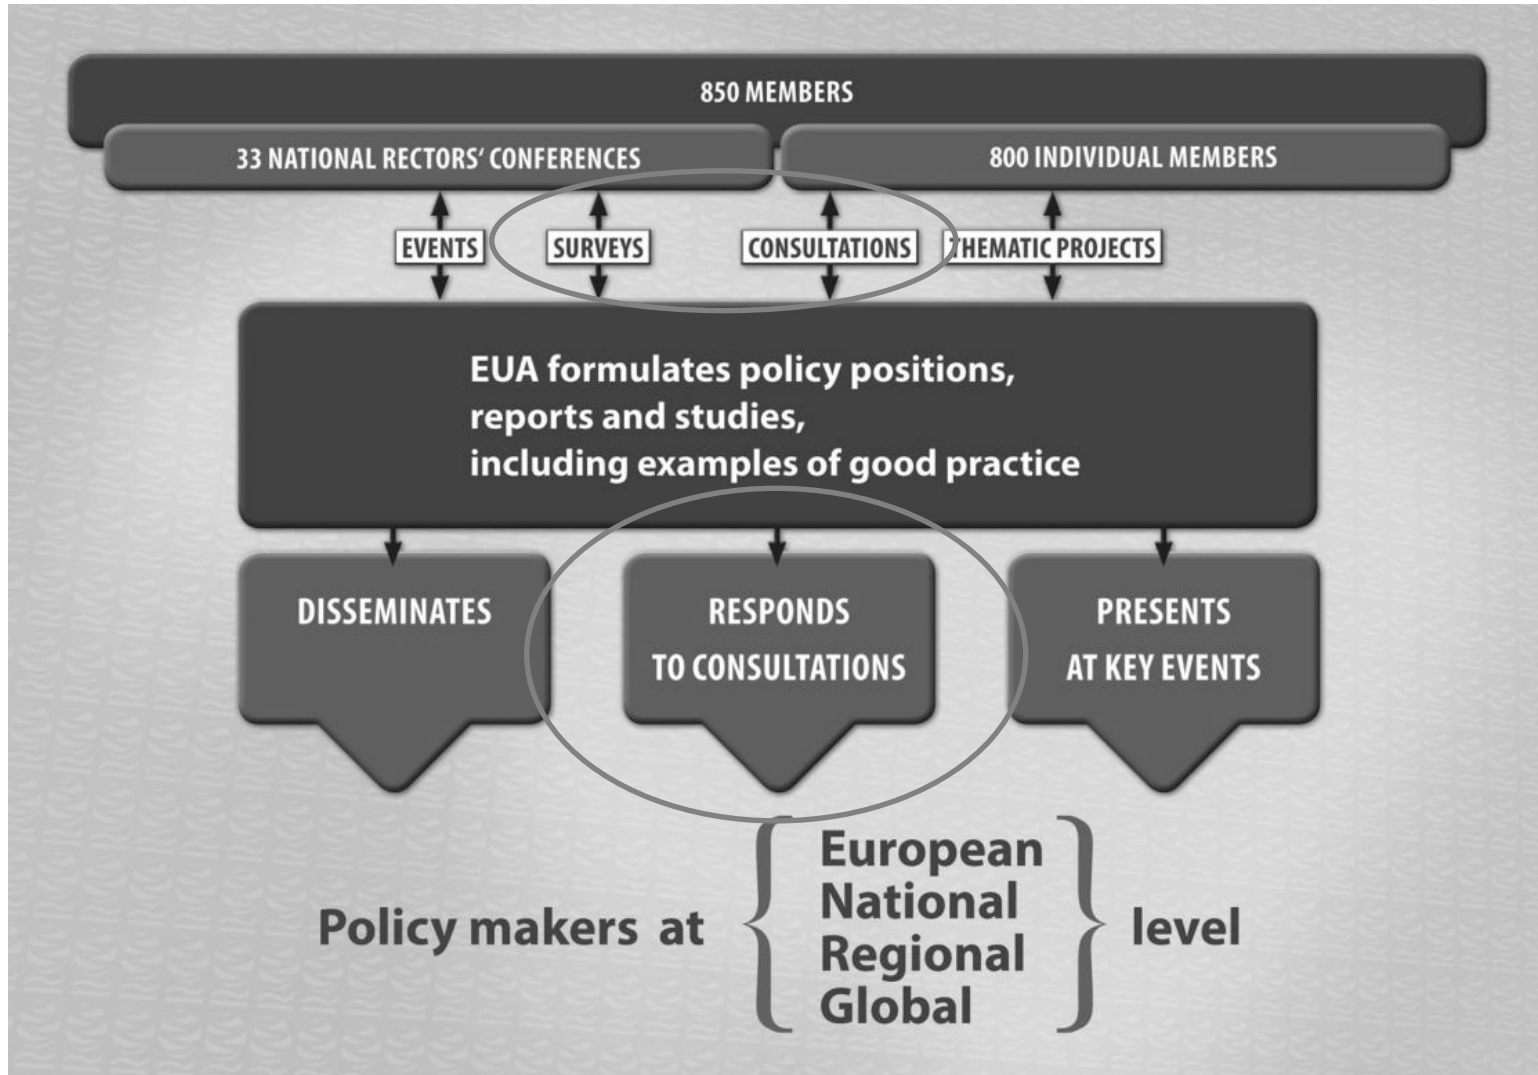 850 MEMBERS
33 NATIONAL RECTORS‘ CONFERENCES
800 INDIVIDUAL MEMBERS
EVENTS
SURVEYS
CONSULTATIONS
THEMATIC PROJECTS
EUA formulates policy positions,
reports and studies,
including examples of good practice
DISSEMINATES
RESPONDS
TO CONSULTATIONS
PRESENTS
AT KEY EVENTS
Policy makers at
European
National
Regional
Global
level